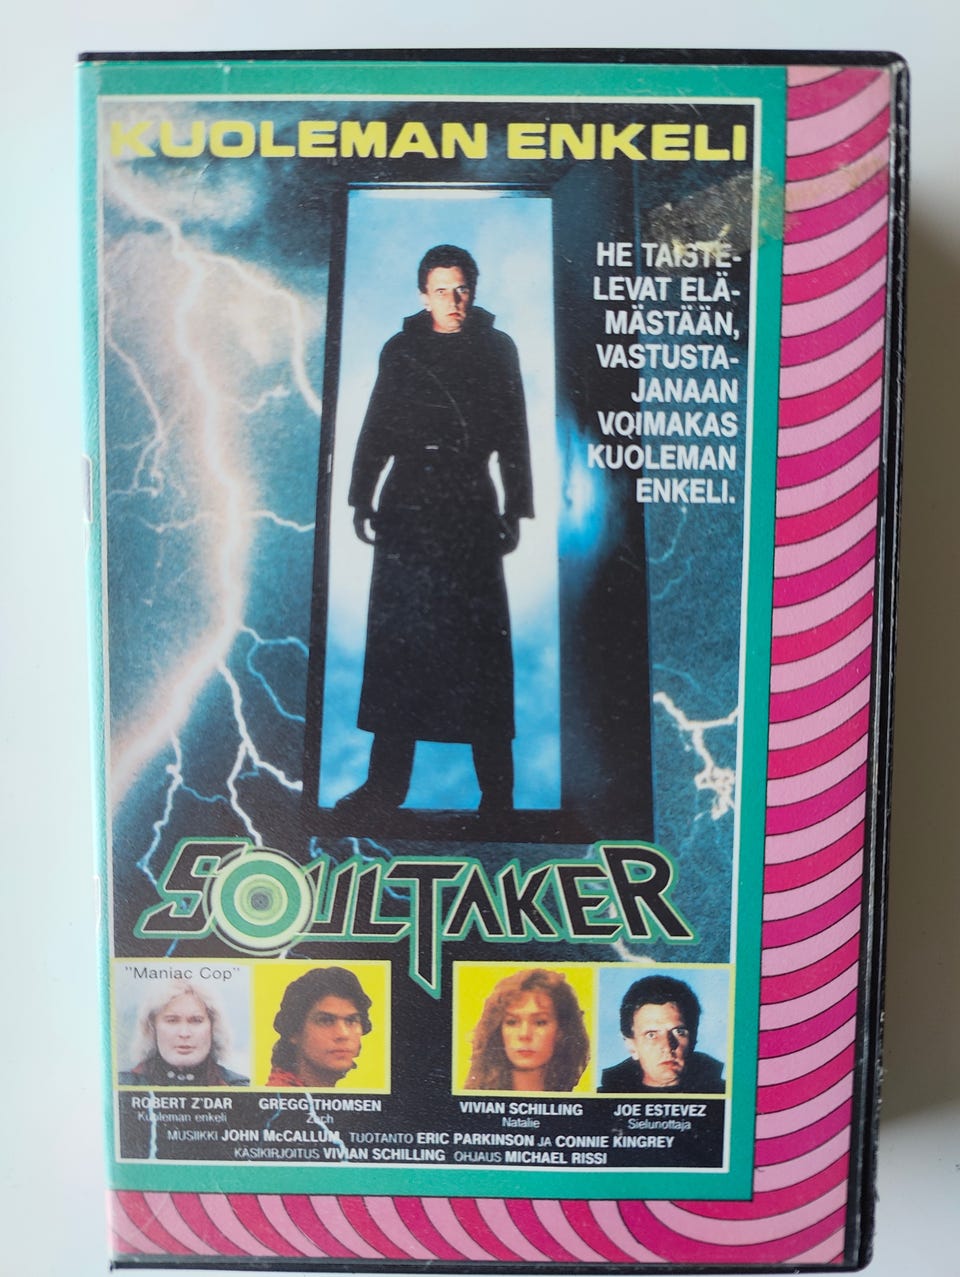 KUOLEMAN ENKELI
HE TAISTE-
LEVAT ELÄ-
MÄSTÄÄN,
VASTUSTA-
JANAAN
VOIMAKAS
KUOLEMAN
ENKELI.
SOULTAKER
"Maniac Cop"
ROBERT Z'DAR GREGG THOMSEN VIVIAN SCHILLING JOE ESTEVEZ
Kuoleman enkeli Zach Natalie Sielunottaja
MUSIIKKI JOHN McCALLUM, TUOTANTO ERIC PARKINSON JA CONNIE KINGREY
KÄSIKIRJOITUS VIVIAN SCHILLING OHJAUS MICHAEL RISSI